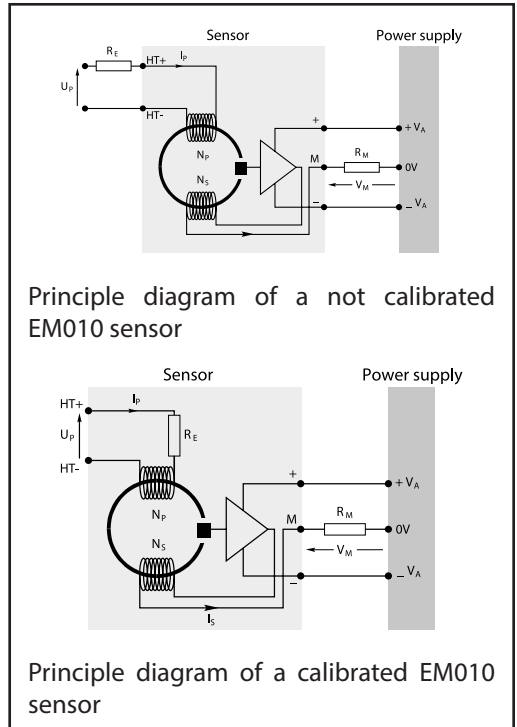 Sensor Power supply
R_E HT+ I_P
U_P
HT-
N_P
N_S
+ + V_A
M R_M 0V
V_M
– – V_A
Principle diagram of a not calibrated
EM010 sensor
Sensor Power supply
HT+ I_P
U_P R_E
HT-
N_P
N_S
+ + V_A
M R_M 0V
V_M
– – V_A
I_S
Principle diagram of a calibrated EM010
sensor